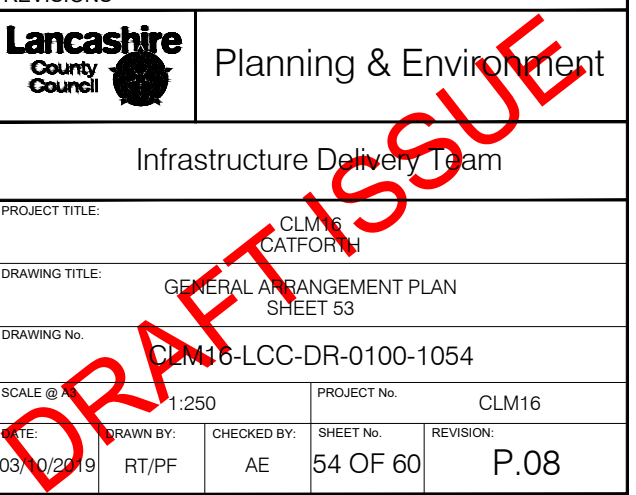 REVISIONS
Lancashire
County
Council
Planning & Environment
Infrastructure Delivery Team
PROJECT TITLE:
CLM16
CATFORTH
DRAWING TITLE:
GENERAL ARRANGEMENT PLAN
SHEET 53
DRAWING No.
CLM16-LCC-DR-0100-1054
SCALE @ A3
1:250
PROJECT No.
CLM16
DATE:
03/10/2019
DRAWN BY:
RT/PF
CHECKED BY:
AE
SHEET No.
54 OF 60
REVISION:
P.08
DRAFT ISSUE